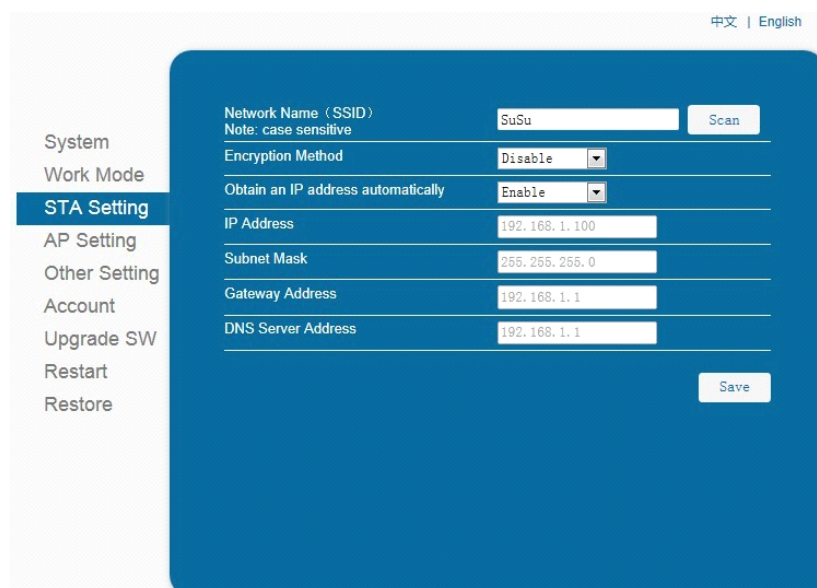 中文 | English
System
Work Mode
STA Setting
AP Setting
Other Setting
Account
Upgrade SW
Restart
Restore
Network Name（SSID）
Note: case sensitive
SuSu
Scan
Encryption Method
Disable
Obtain an IP address automatically
Enable
IP Address
192.168.1.100
Subnet Mask
255.255.255.0
Gateway Address
192.168.1.1
DNS Server Address
192.168.1.1
Save